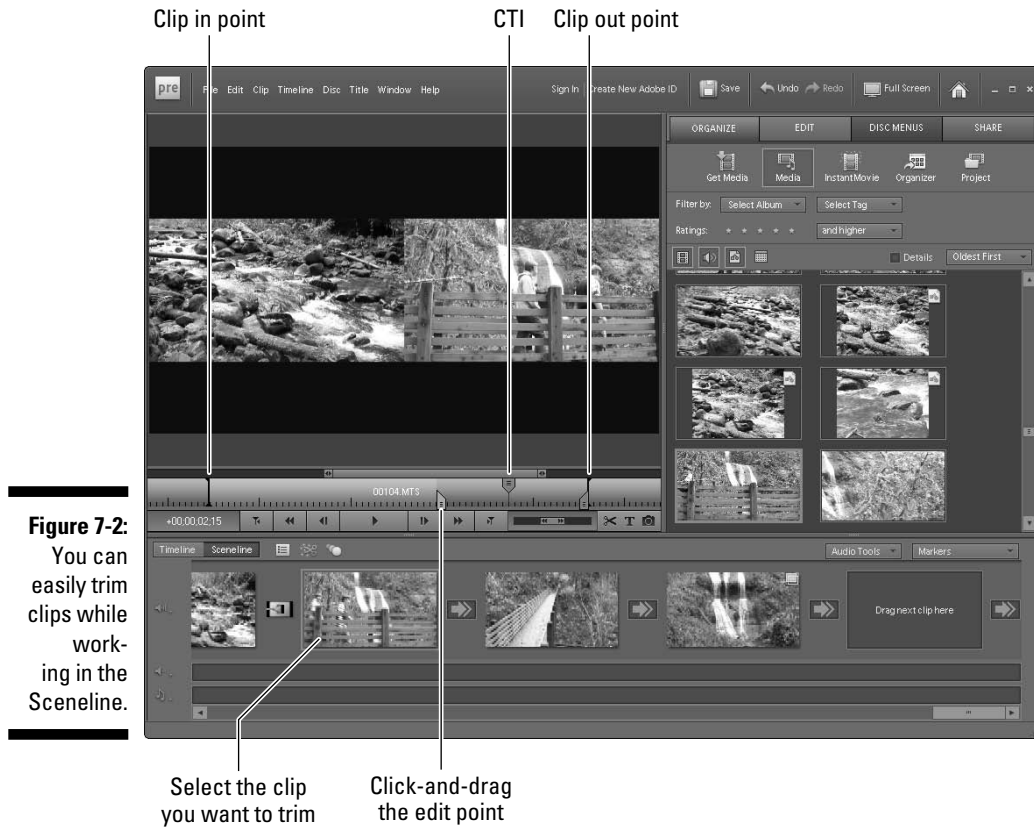 Clip in point
CTI
Clip out point
pre
File Edit Clip Timeline Disc Title Window Help
Sign In
Create New Adobe ID
Save
Undo
Redo
Full Screen
ORGANIZE
EDIT
DISC MENUS
SHARE
Get Media
Media
InstantMovie
Organizer
Project
Filter by:
Select Album
Select Tag
Ratings:
and higher
Details
Oldest First
00104.MTS
+00;00;02;15
T
Timeline
Sceneline
Audio Tools
Markers
Drag next clip here
Figure 7-2:
You can
easily trim
clips while
work-
ing in the
Sceneline.
Select the clip
you want to trim
Click-and-drag
the edit point